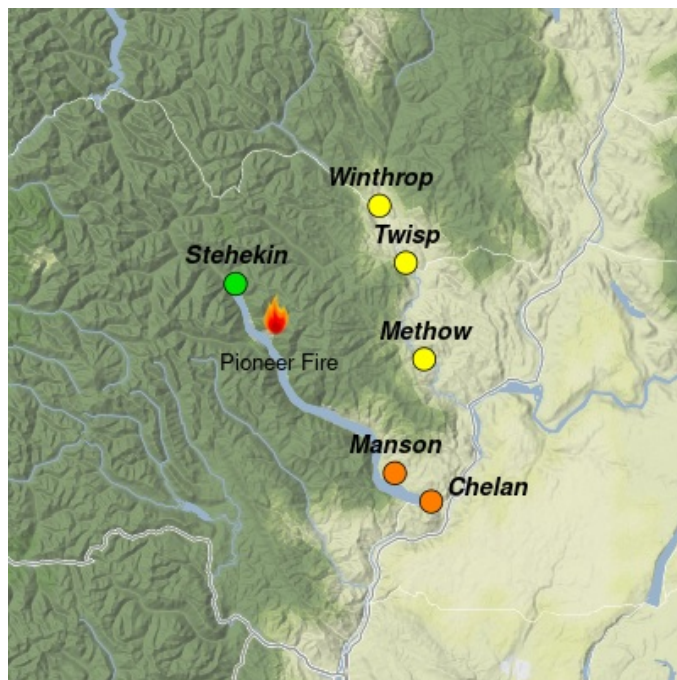 Winthrop
Twisp
Stehekin
Methow
Pioneer Fire
Manson
Chelan